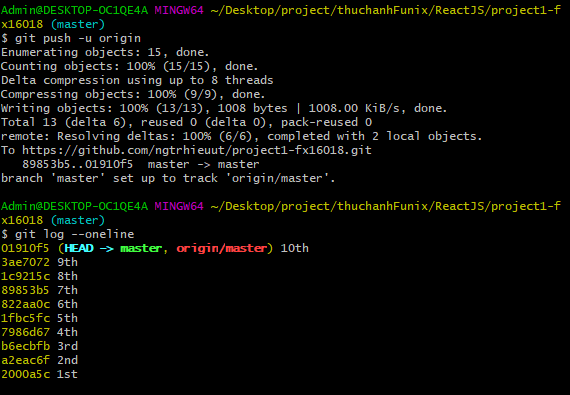 Admin@DESKTOP-OC1QE4A MINGW64 ~/Desktop/project/thuchanhFunix/ReactJS/project1-f
x16018 (master)
$ git push -u origin
Enumerating objects: 15, done.
Counting objects: 100% (15/15), done.
Delta compression using up to 8 threads
Compressing objects: 100% (9/9), done.
Writing objects: 100% (13/13), 1008 bytes | 1008.00 KiB/s, done.
Total 13 (delta 6), reused 0 (delta 0), pack-reused 0
remote: Resolving deltas: 100% (6/6), completed with 2 local objects.
To https://github.com/ngtrhieuut/project1-fx16018.git
   89853b5..01910f5  master -> master
branch 'master' set up to track 'origin/master'.
Admin@DESKTOP-OC1QE4A MINGW64 ~/Desktop/project/thuchanhFunix/ReactJS/project1-f
x16018 (master)
$ git log --oneline
01910f5 (HEAD -> master, origin/master) 10th
3ae7072 9th
1c9215c 8th
89853b5 7th
822aa0c 6th
1fbc5fc 5th
7986d67 4th
b6ecbfb 3rd
a2eac6f 2nd
2000a5c 1st